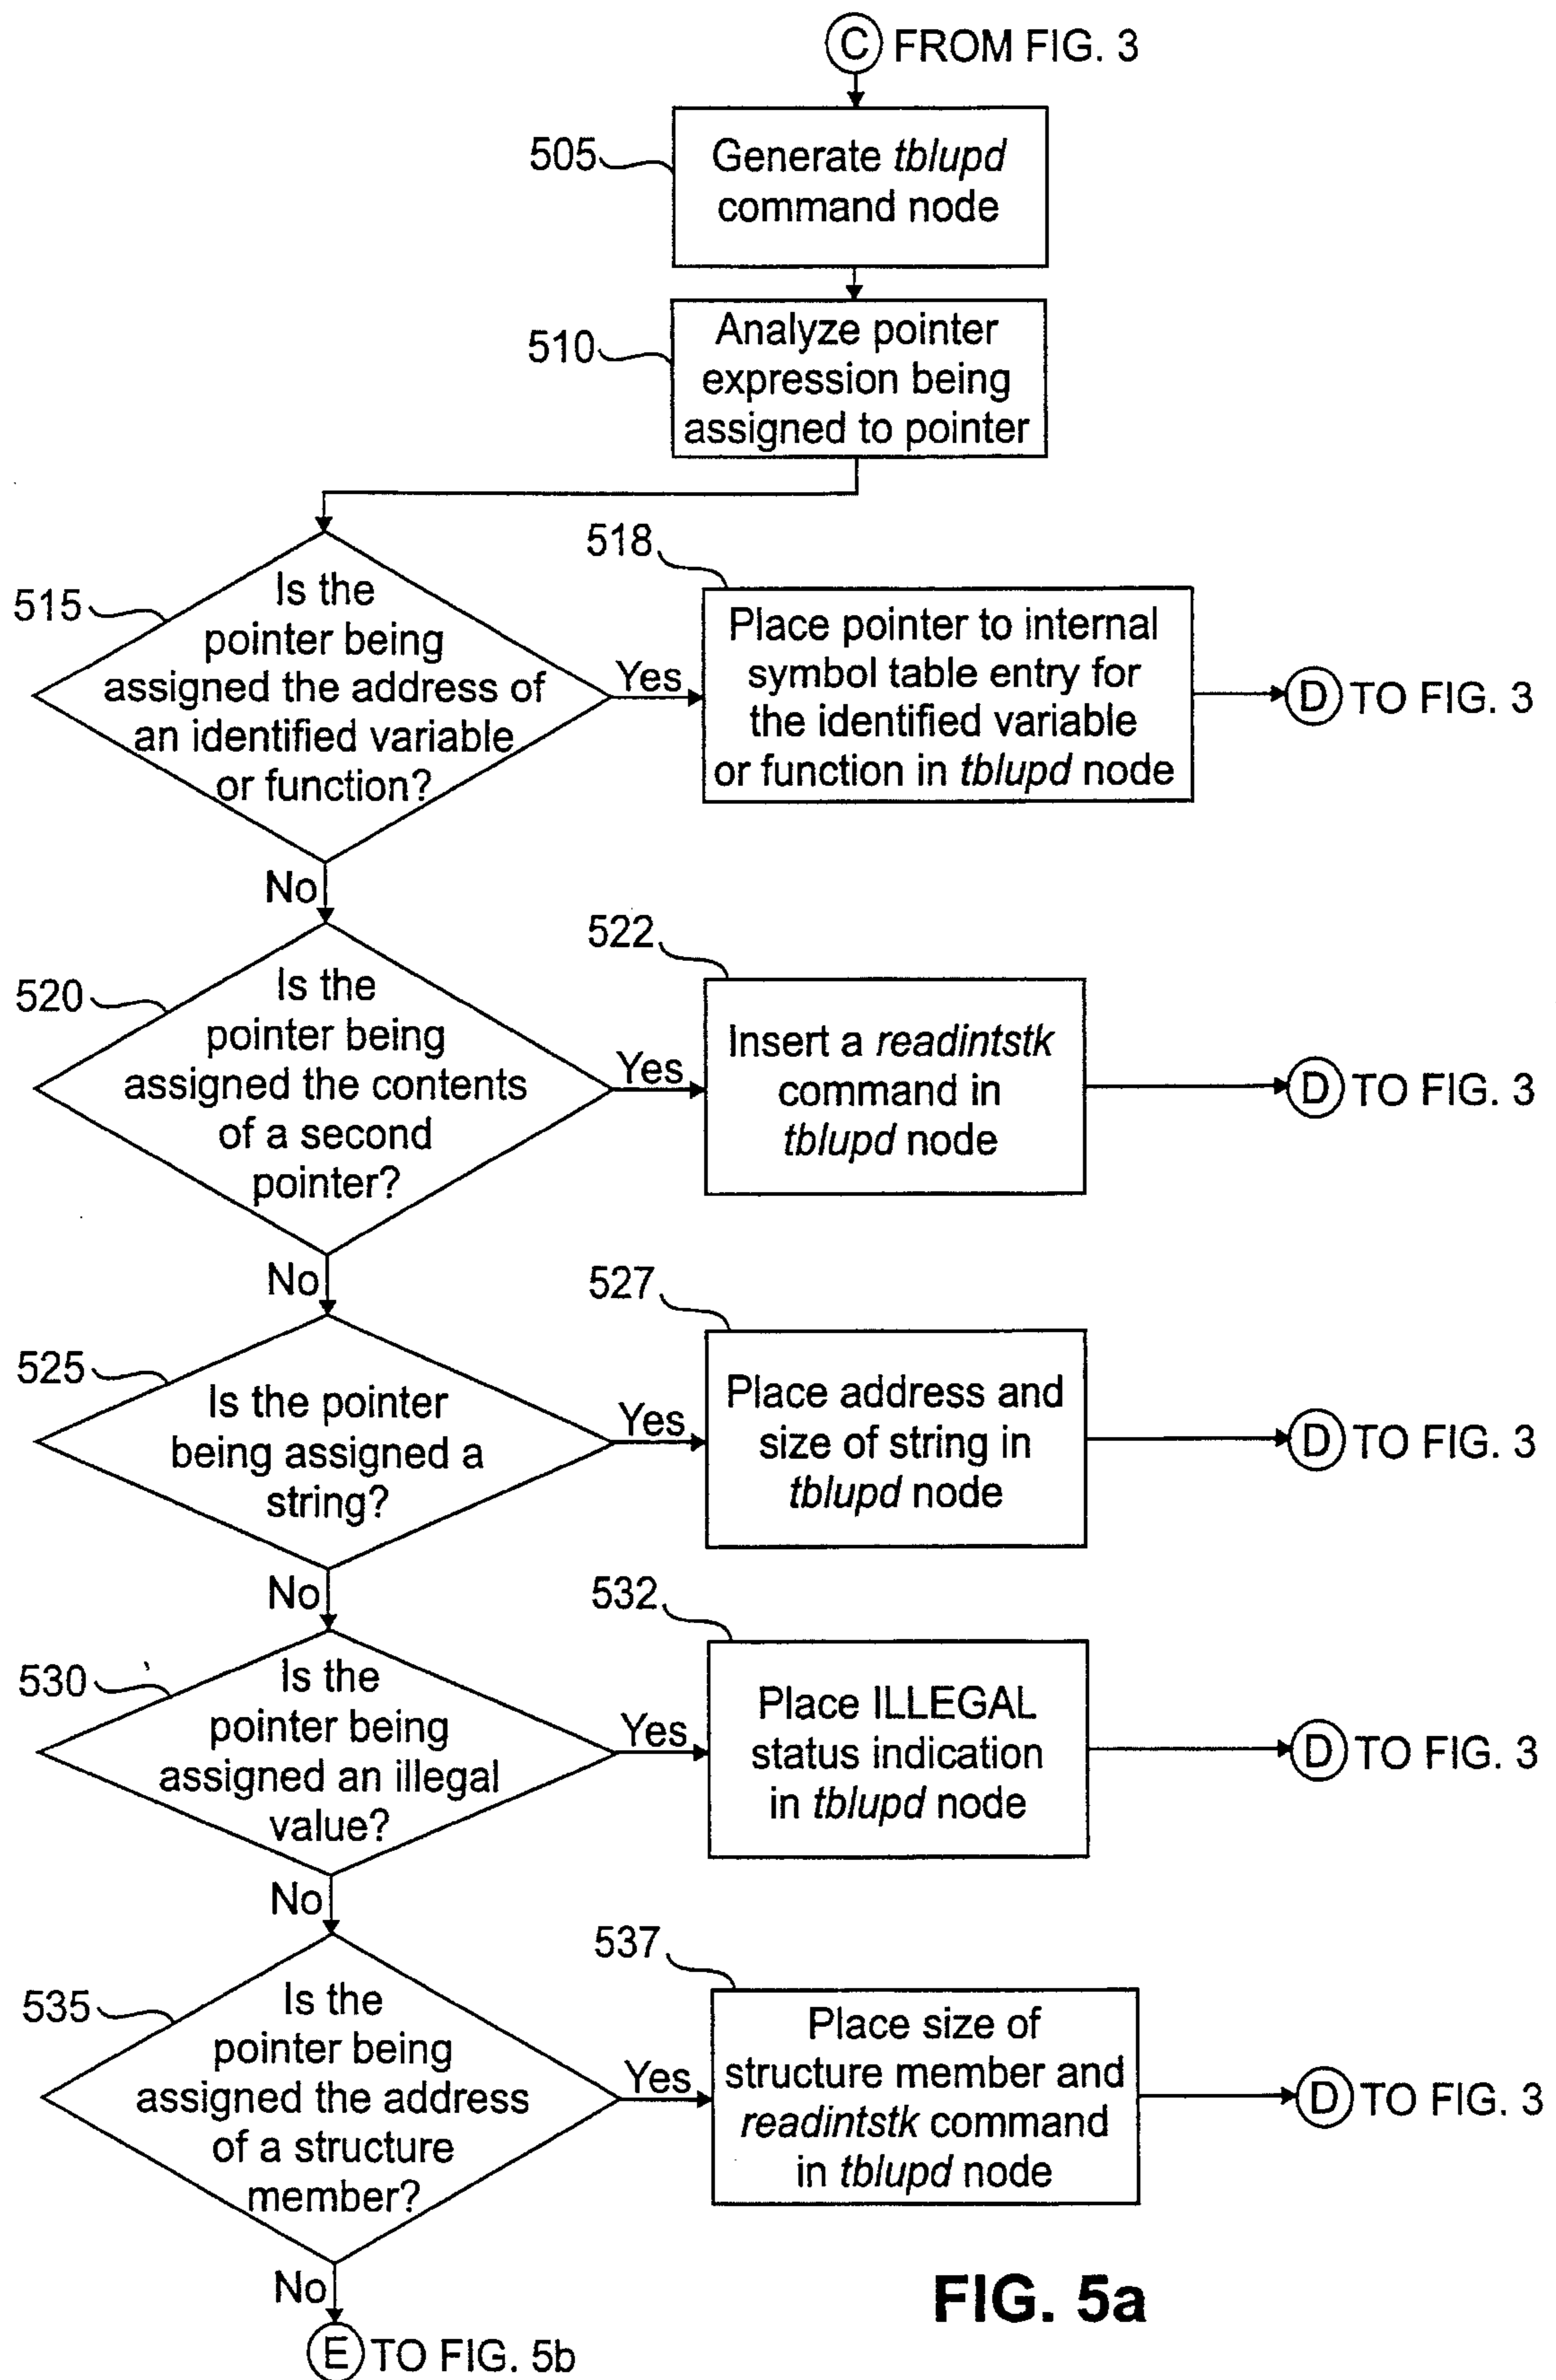 C FROM FIG. 3
505
Generate tblupd
command node
510
Analyze pointer
expression being
assigned to pointer
515
Is the
pointer being
assigned the address of
an identified variable
or function?
Yes
518
Place pointer to internal
symbol table entry for
the identified variable
or function in tblupd node
D TO FIG. 3
No
520
Is the
pointer being
assigned the contents
of a second
pointer?
Yes
522
Insert a readintstk
command in
tblupd node
D TO FIG. 3
No
525
Is the pointer
being assigned a
string?
Yes
527
Place address and
size of string in
tblupd node
D TO FIG. 3
No
530
Is the
pointer being
assigned an illegal
value?
Yes
532
Place ILLEGAL
status indication
in tblupd node
D TO FIG. 3
No
535
Is the
pointer being
assigned the address
of a structure
member?
Yes
537
Place size of
structure member and
readintstk command
in tblupd node
D TO FIG. 3
No
E TO FIG. 5b
FIG. 5a